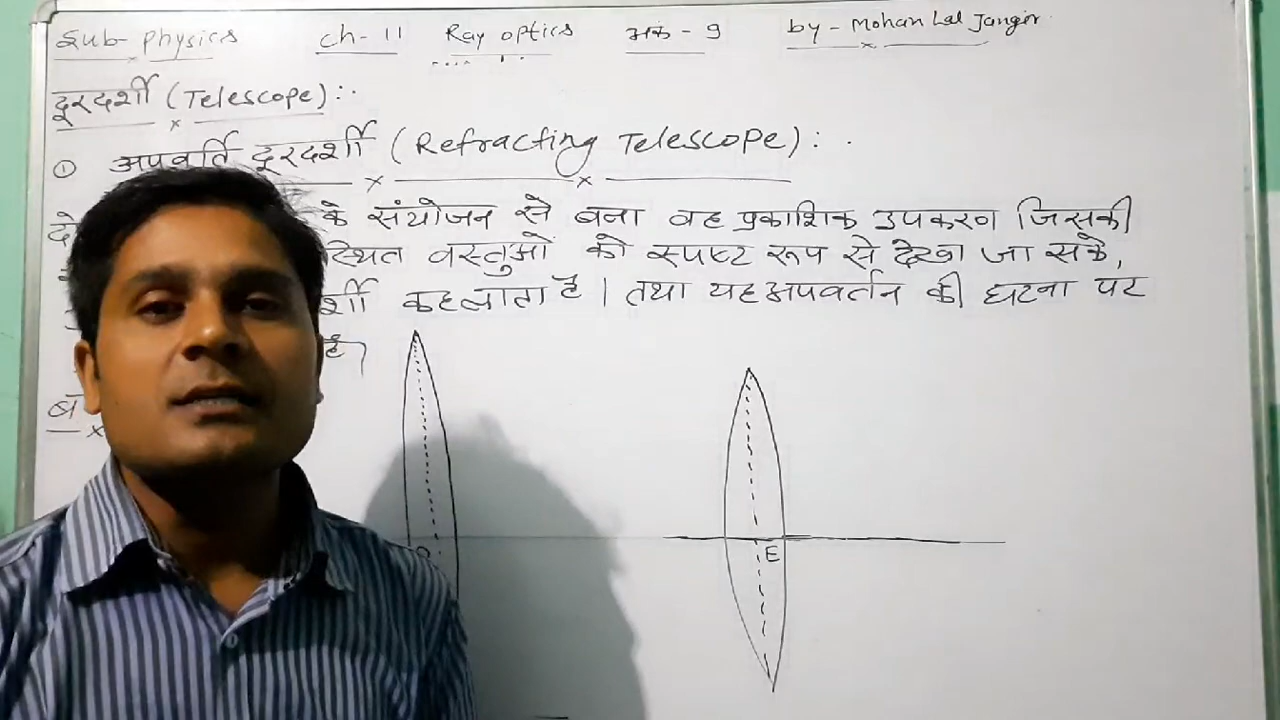 Sub- Physics ch- 11 Ray optics अंक - 9 by - Mohan Lal Jangir
दूरदर्शी (Telescope):
① अपवर्ति दूरदर्शी (Refracting Telescope):
के संयोजन से बना वह प्रकाशिक उपकरण जिसकी
स्थित वस्तुओं को स्पष्ट रूप से देखा जा सके,
र्शी कहलाता है। तथा यह अपवर्तन की घटना पर
है।
E